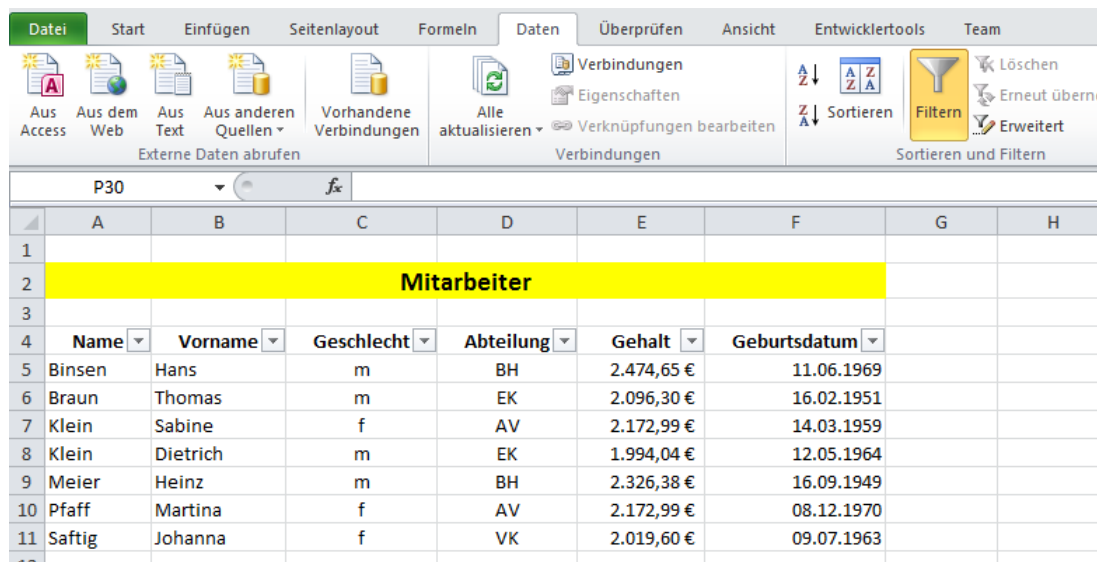 Datei Start Einfügen Seitenlayout Formeln Daten Überprüfen Ansicht Entwicklertools Team
Aus Access
Aus dem Web
Aus Text
Aus anderen Quellen
Vorhandene Verbindungen
Externe Daten abrufen
Alle aktualisieren
Verbindungen
Eigenschaften
Verknüpfungen bearbeiten
Verbindungen
Sortieren
Filtern
Löschen
Erneut
Erweitert
Sortieren und Filtern
P30 fx
A B C D E F G H
1
2 Mitarbeiter
3
4 Name Vorname Geschlecht Abteilung Gehalt Geburtsdatum
5 Binsen Hans m BH 2.474,65 € 11.06.1969
6 Braun Thomas m EK 2.096,30 € 16.02.1951
7 Klein Sabine f AV 2.172,99 € 14.03.1959
8 Klein Dietrich m EK 1.994,04 € 12.05.1964
9 Meier Heinz m BH 2.326,38 € 16.09.1949
10 Pfaff Martina f AV 2.172,99 € 08.12.1970
11 Saftig Johanna f VK 2.019,60 € 09.07.1963